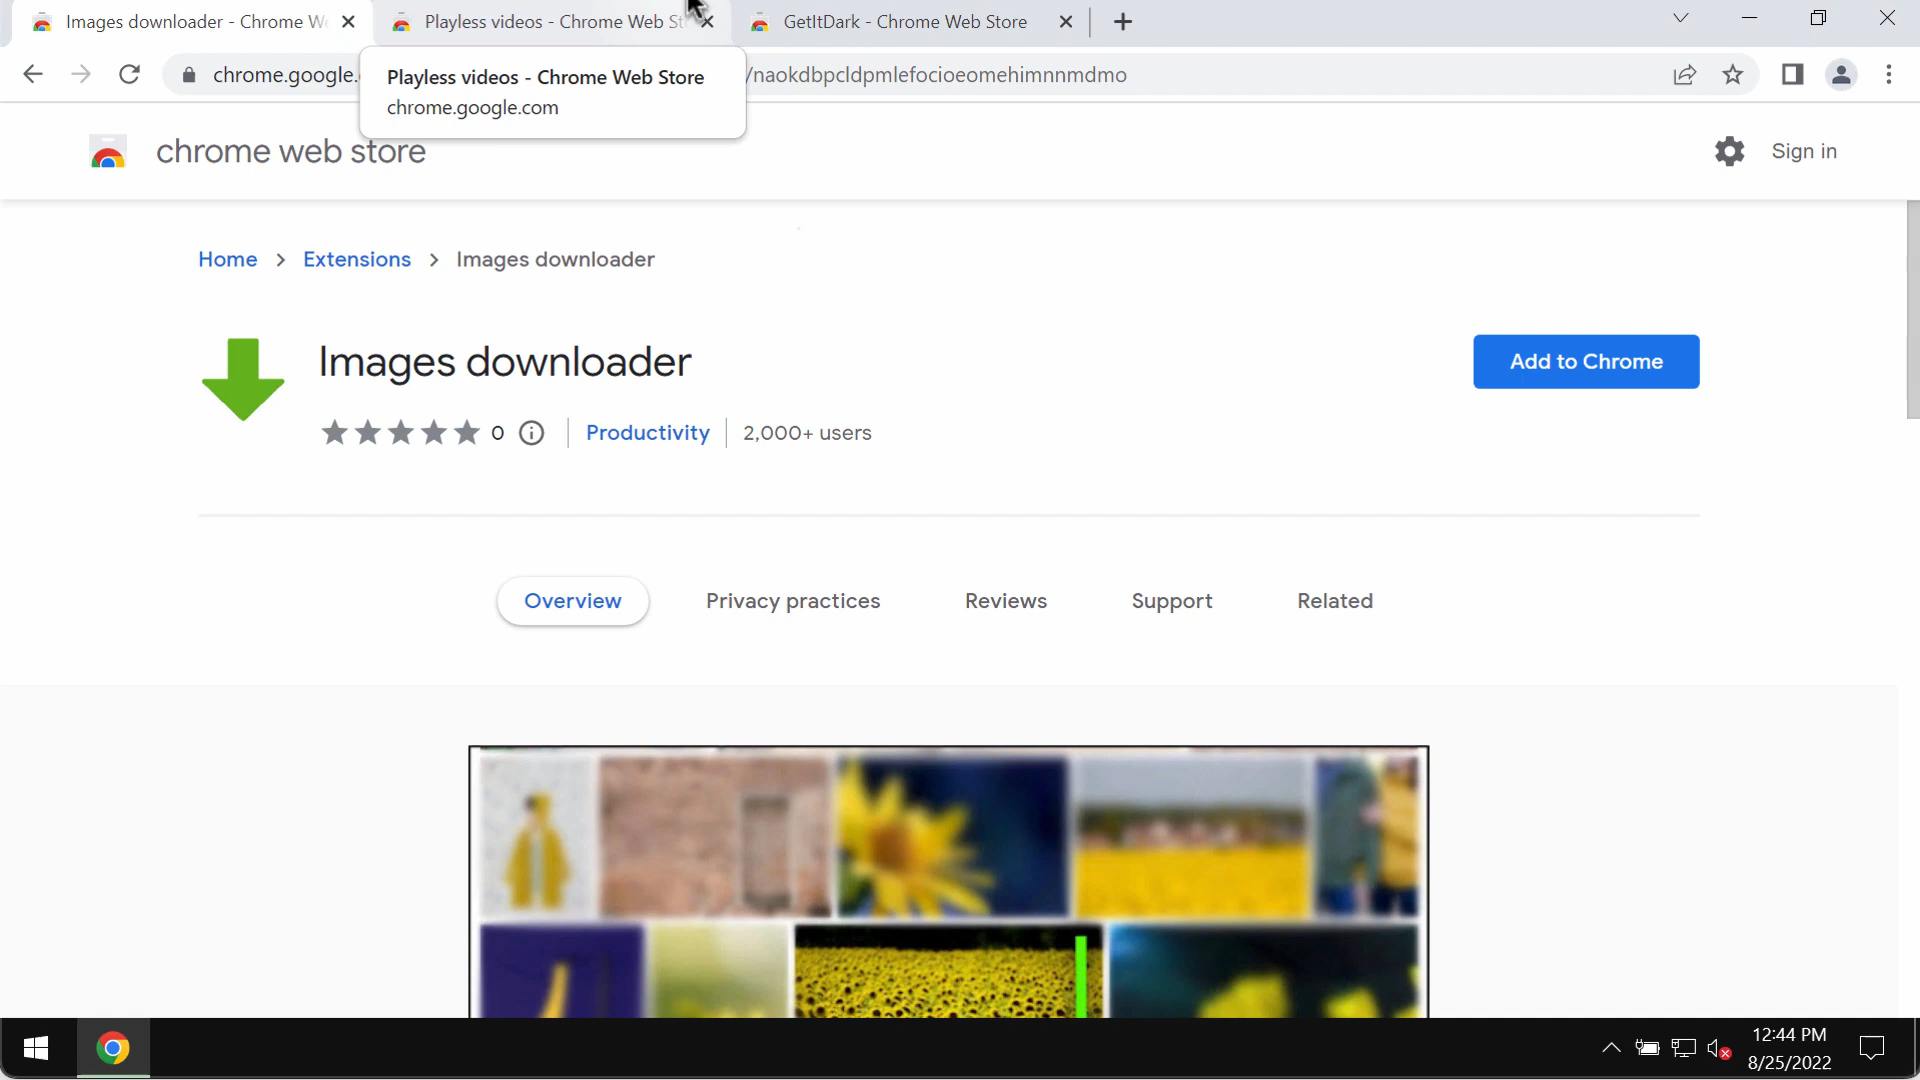 Images downloader - Chrome We
Playless videos - Chrome Web St
GetItDark - Chrome Web Store
chrome.google.
/naokdbpcldpmlefocioeomehimnnmdmo
Playless videos - Chrome Web Store
chrome.google.com
chrome web store
Sign in
Home > Extensions > Images downloader
Images downloader
Add to Chrome
0
Productivity
2,000+ users
Overview
Privacy practices
Reviews
Support
Related
12:44 PM
8/25/2022